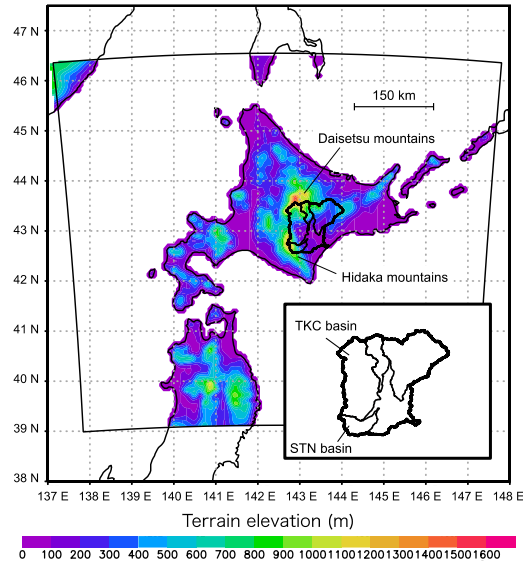 47 N
46 N
45 N
44 N
43 N
42 N
41 N
40 N
39 N
38 N
150 km
Daisetsu mountains
Hidaka mountains
TKC basin
STN basin
137 E 138 E 139 E 140 E 141 E 142 E 143 E 144 E 145 E 146 E 147 E 148 E
Terrain elevation (m)
0 100 200 300 400 500 600 700 800 900 1000 1100 1200 1300 1400 1500 1600